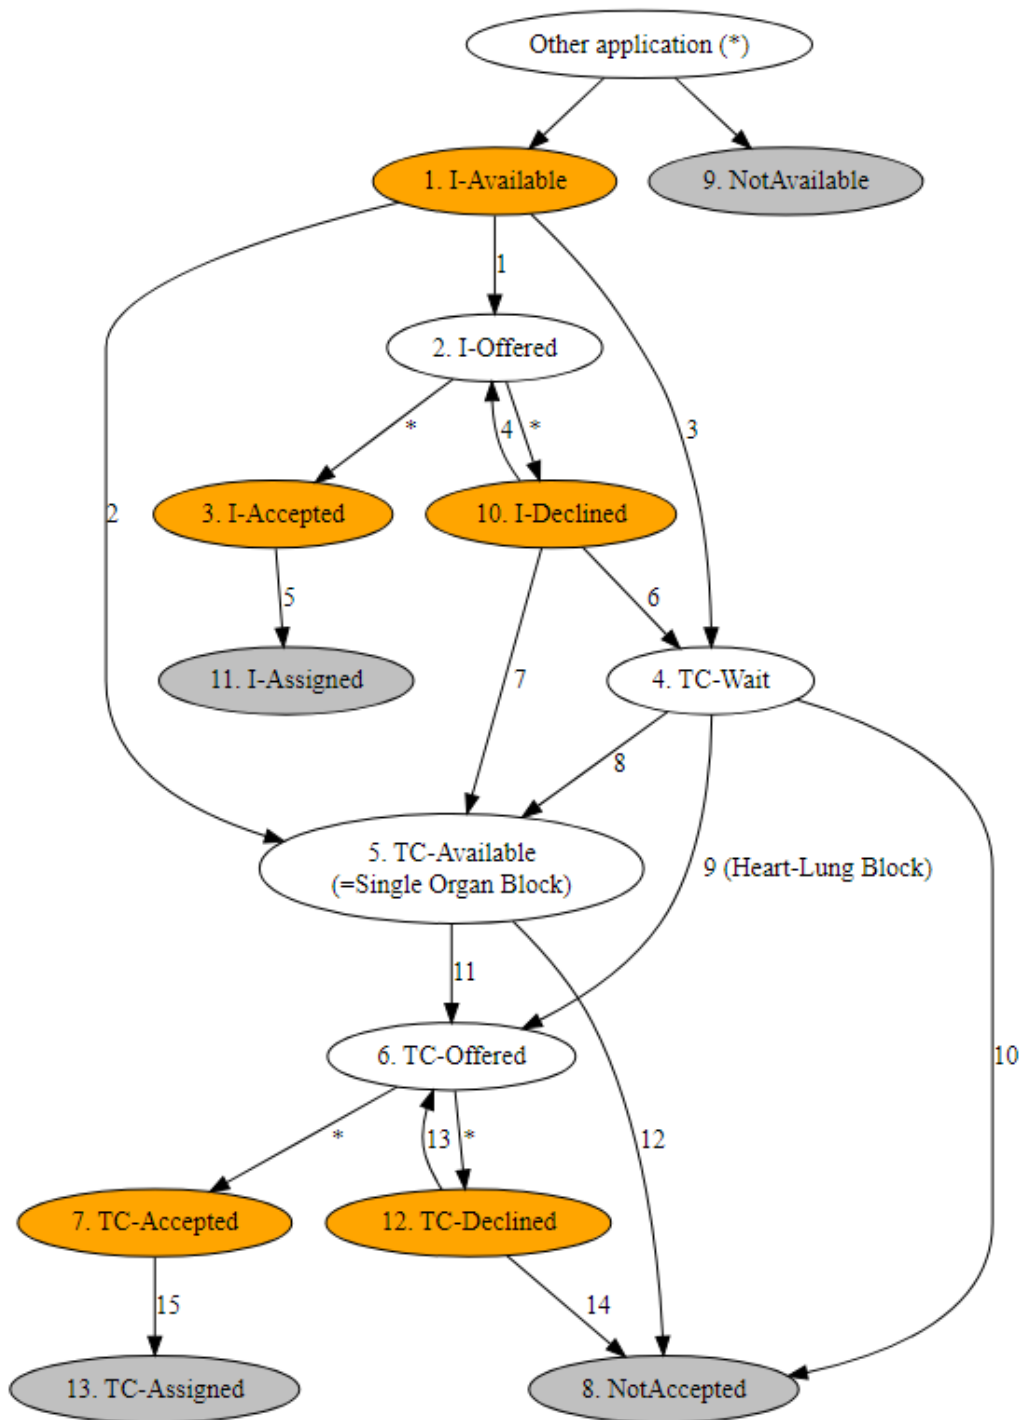 Other application (*)
1. I-Available
9. NotAvailable
1
2. I-Offered
*
4
*
3
2
3. I-Accepted
10. I-Declined
5
6
11. I-Assigned
7
4. TC-Wait
8
5. TC-Available
(=Single Organ Block)
9 (Heart-Lung Block)
11
6. TC-Offered
10
*
13
*
12
7. TC-Accepted
12. TC-Declined
15
14
13. TC-Assigned
8. NotAccepted